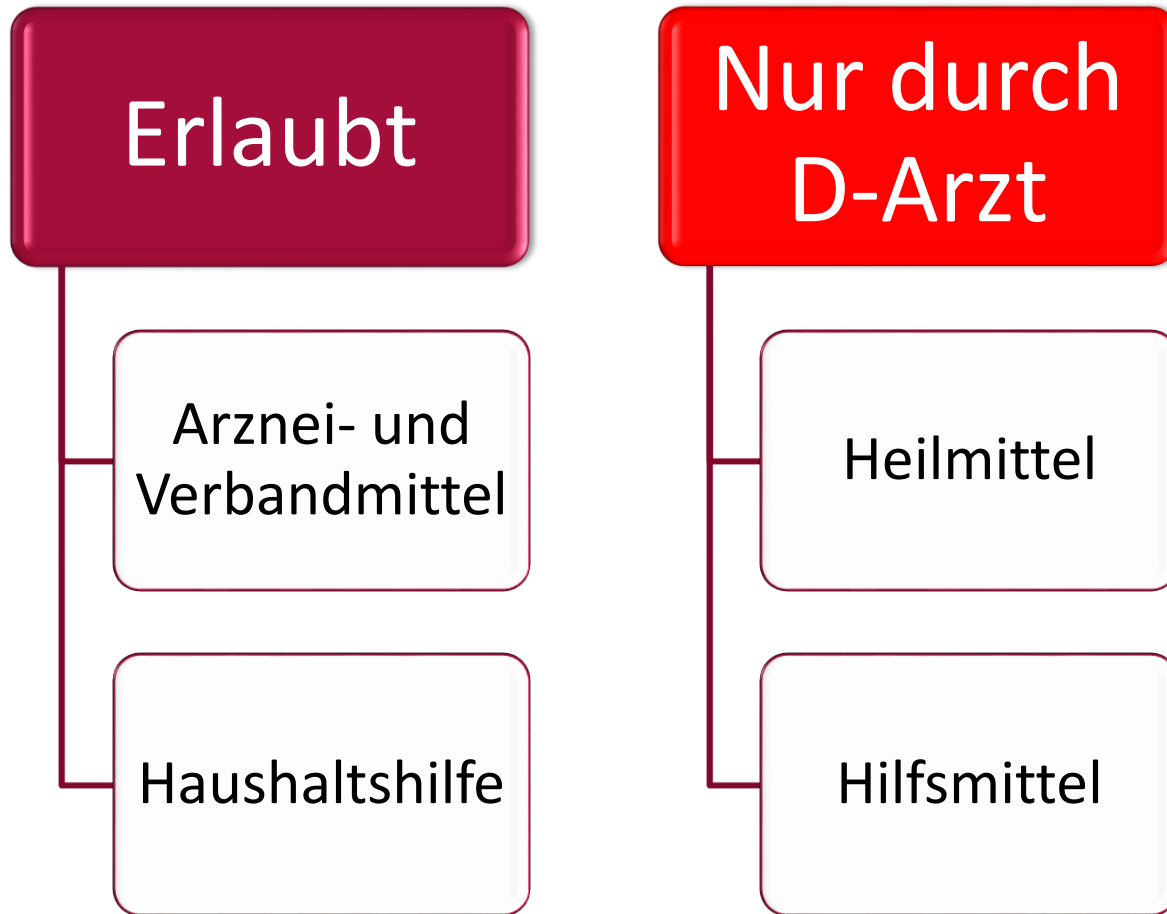 Erlaubt
Arznei- und
Verbandmittel
Haushaltshilfe
Nur durch
D-Arzt
Heilmittel
Hilfsmittel